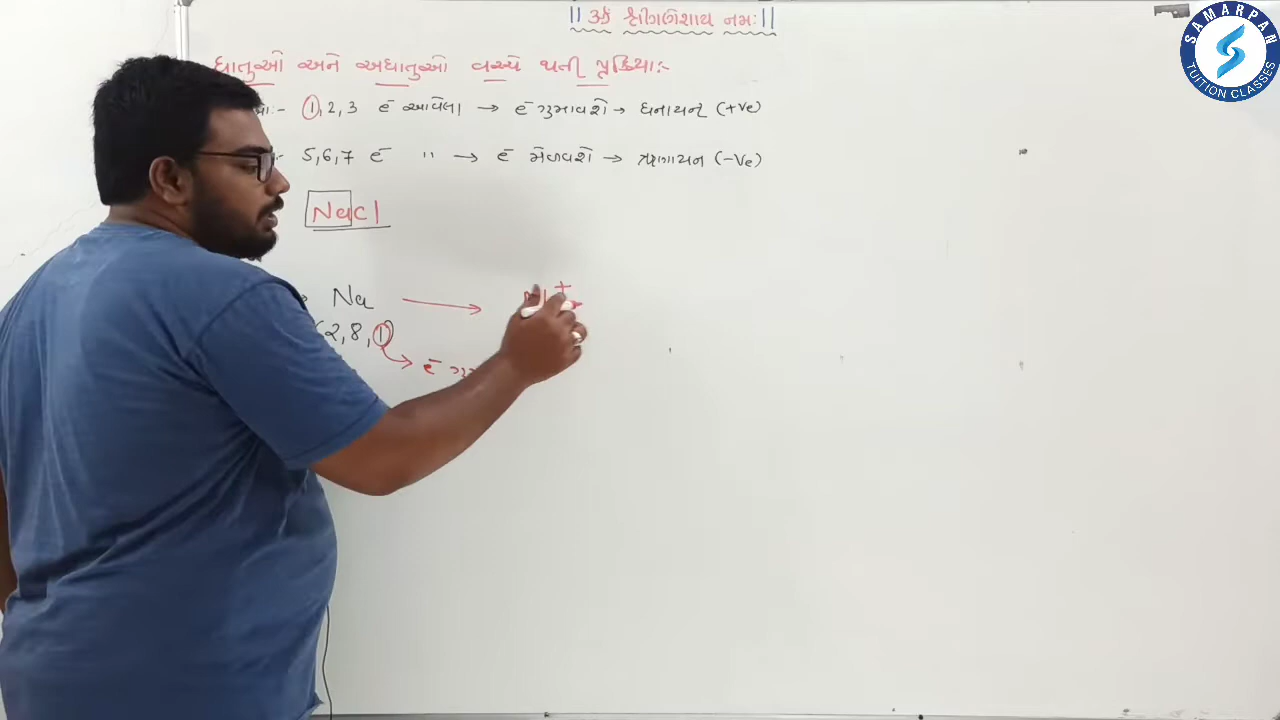 || ॐ શ્રીગણેશાય નમઃ ||
SAMARPAN
TUITION CLASSES
ધાતુઓ અને અધાતુઓ વચ્ચે થતી પ્રક્રિયા:-
:- 1, 2, 3 e⁻ આવેલા → e⁻ ગુમાવશે → ધનાયન (+ve)
:- 5, 6, 7 e⁻ " → e⁻ મેળવશે → ઋણાયન (-ve)
NaCl
Na →
(2, 8, 1)
→ e⁻